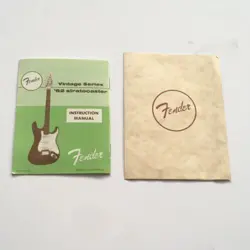 Fender
Vintage Series
'62 stratocaster
INSTRUCTION
MANUAL
Fender
Fender